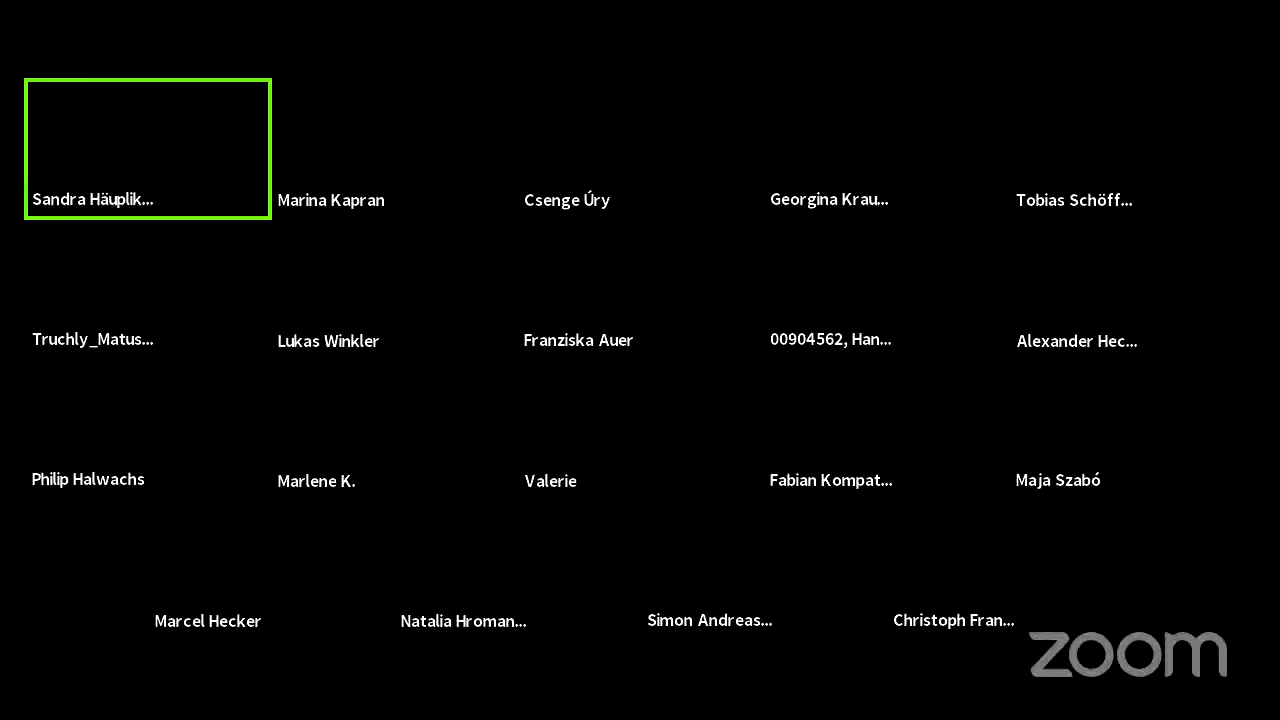 Sandra Häuplik...
Marina Kapran
Csenge Úry
Georgina Krau...
Tobias Schöff...
Truchly_Matus...
Lukas Winkler
Franziska Auer
00904562, Han...
Alexander Hec...
Philip Halwachs
Marlene K.
Valerie
Fabian Kompat...
Maja Szabó
Marcel Hecker
Natalia Hroman...
Simon Andreas...
Christoph Fran...
zoom